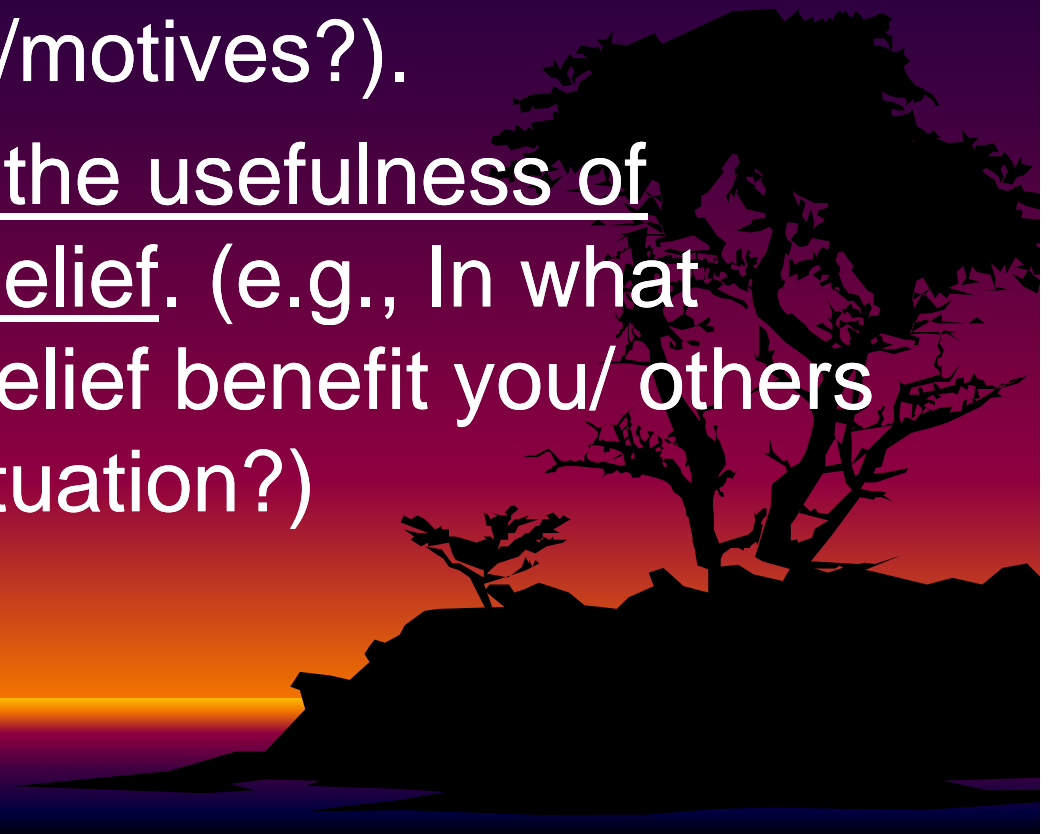 /motives?).
the usefulness of
elief. (e.g., In what
elief benefit you/ others
tuation?)